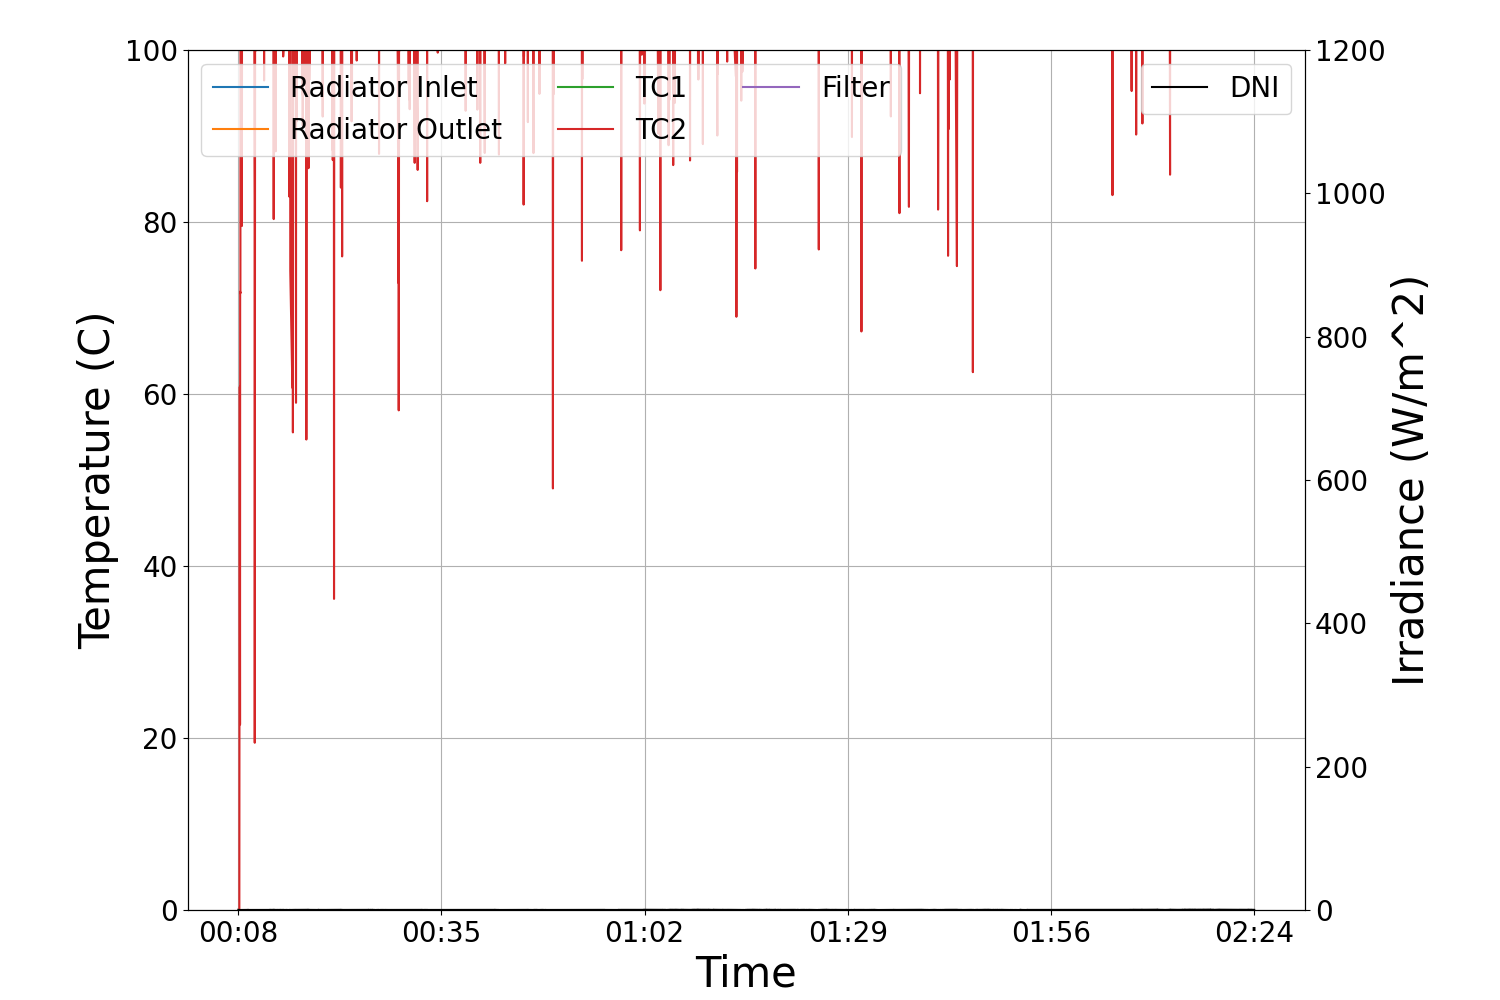 100
80
60
40
20
0
Temperature (C)
Radiator Inlet
Radiator Outlet
TC1
TC2
Filter
DNI
1200
1000
800
600
400
200
0
Irradiance (W/m^2)
00:08
00:35
01:02
01:29
01:56
02:24
Time